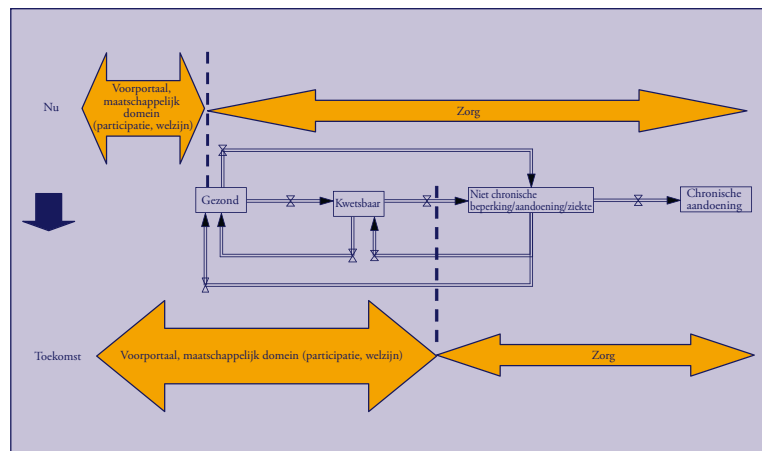 Nu
Voorportaal,
maatschappelijk
domein
(participatie, welzijn)
Zorg
Gezond
Kwetsbaar
Niet chronische
beperking/aandoening/ziekte
Chronische
aandoening
Toekomst
Voorportaal, maatschappelijk domein (participatie, welzijn)
Zorg